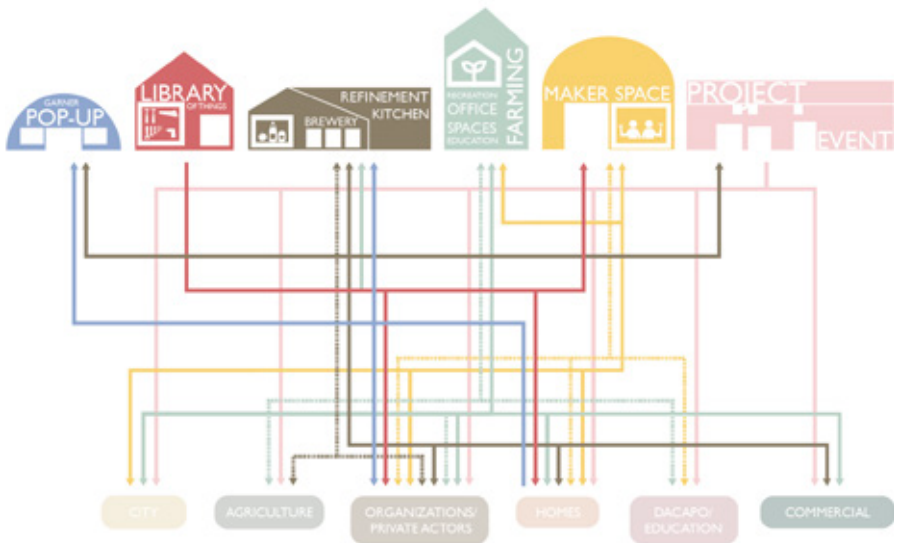 GARNER
POP-UP
LIBRARY
OF THINGS
REFINEMENT
KITCHEN
BREWERY
RECREATION
OFFICE
SPACES
EDUCATION
FARMING
MAKER SPACE
PROJECT
EVENT
CITY
AGRICULTURE
ORGANIZATIONS/
PRIVATE ACTORS
HOMES
DACAPO/
EDUCATION
COMMERCIAL